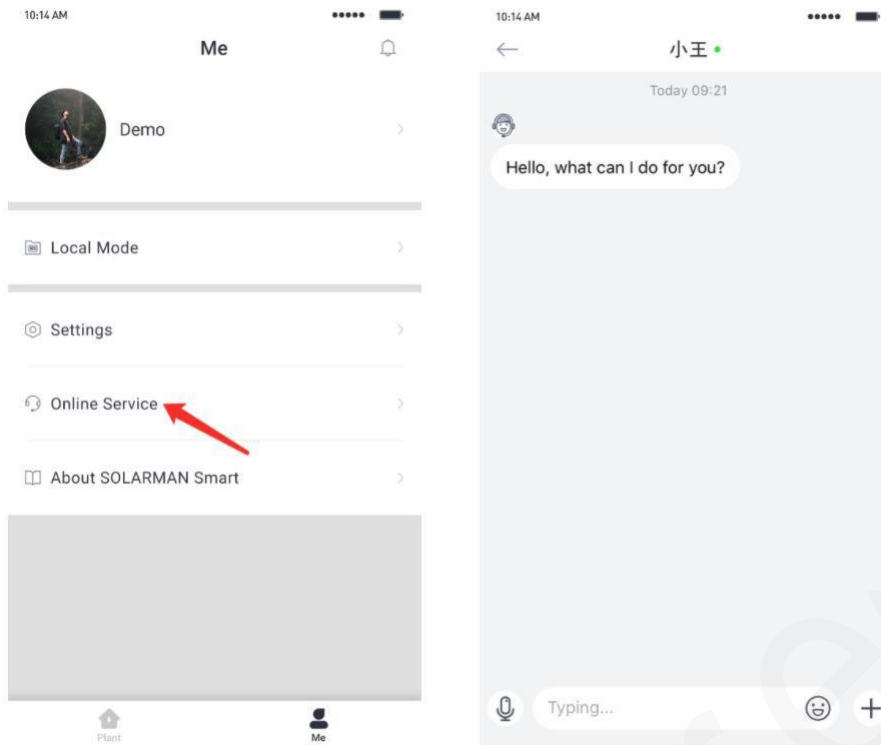 10:14 AM
Me
Demo
Local Mode
Settings
Online Service
About SOLARMAN Smart
Plant
Me
10:14 AM
小王
Today 09:21
Hello, what can I do for you?
Typing...